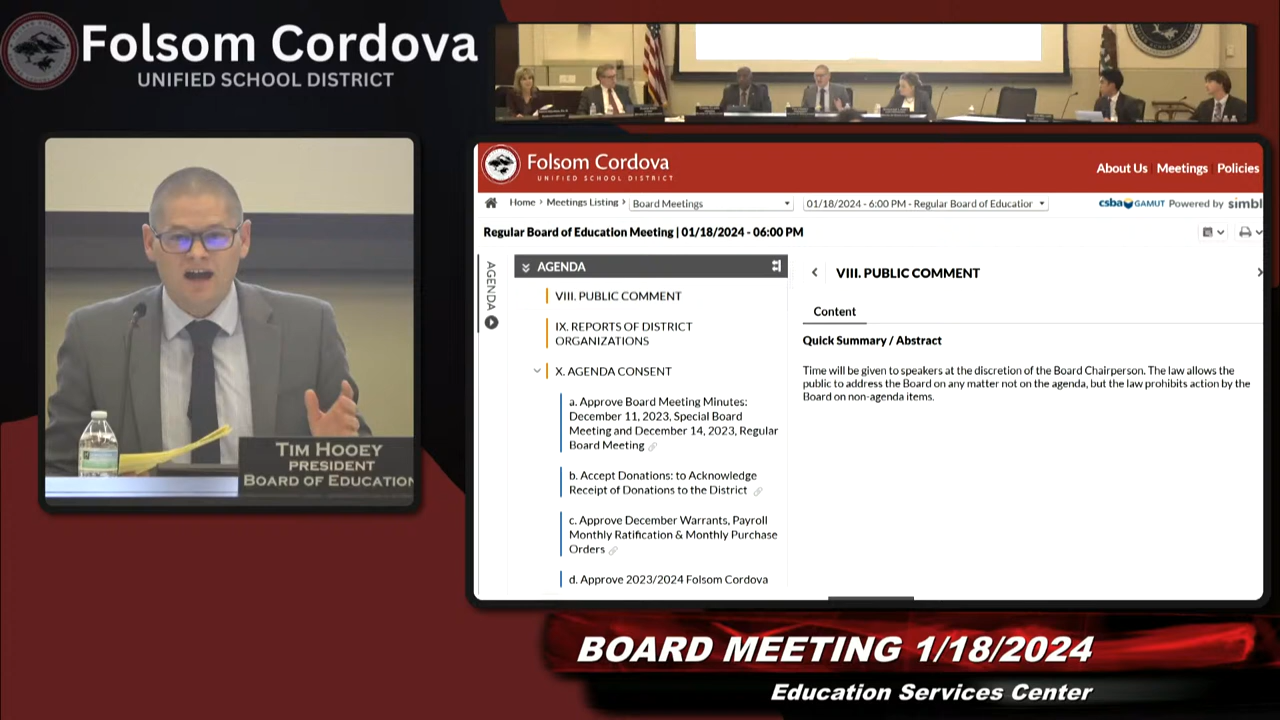 Folsom Cordova
UNIFIED SCHOOL DISTRICT
TIM HOOEY
PRESIDENT
BOARD OF EDUCATION
Folsom Cordova
UNIFIED SCHOOL DISTRICT
About Us Meetings Policies
Home > Meetings Listing > Board Meetings 01/18/2024 - 6:00 PM - Regular Board of Educatior
csba GAMUT Powered by simbl
Regular Board of Education Meeting | 01/18/2024 - 06:00 PM
AGENDA
AGENDA
VIII. PUBLIC COMMENT
IX. REPORTS OF DISTRICT
ORGANIZATIONS
X. AGENDA CONSENT
a. Approve Board Meeting Minutes:
December 11, 2023, Special Board
Meeting and December 14, 2023, Regular
Board Meeting
b. Accept Donations: to Acknowledge
Receipt of Donations to the District
c. Approve December Warrants, Payroll
Monthly Ratification & Monthly Purchase
Orders
d. Approve 2023/2024 Folsom Cordova
VIII. PUBLIC COMMENT
Content
Quick Summary / Abstract
Time will be given to speakers at the discretion of the Board Chairperson. The law allows the
public to address the Board on any matter not on the agenda, but the law prohibits action by the
Board on non-agenda items.
BOARD MEETING 1/18/2024
Education Services Center